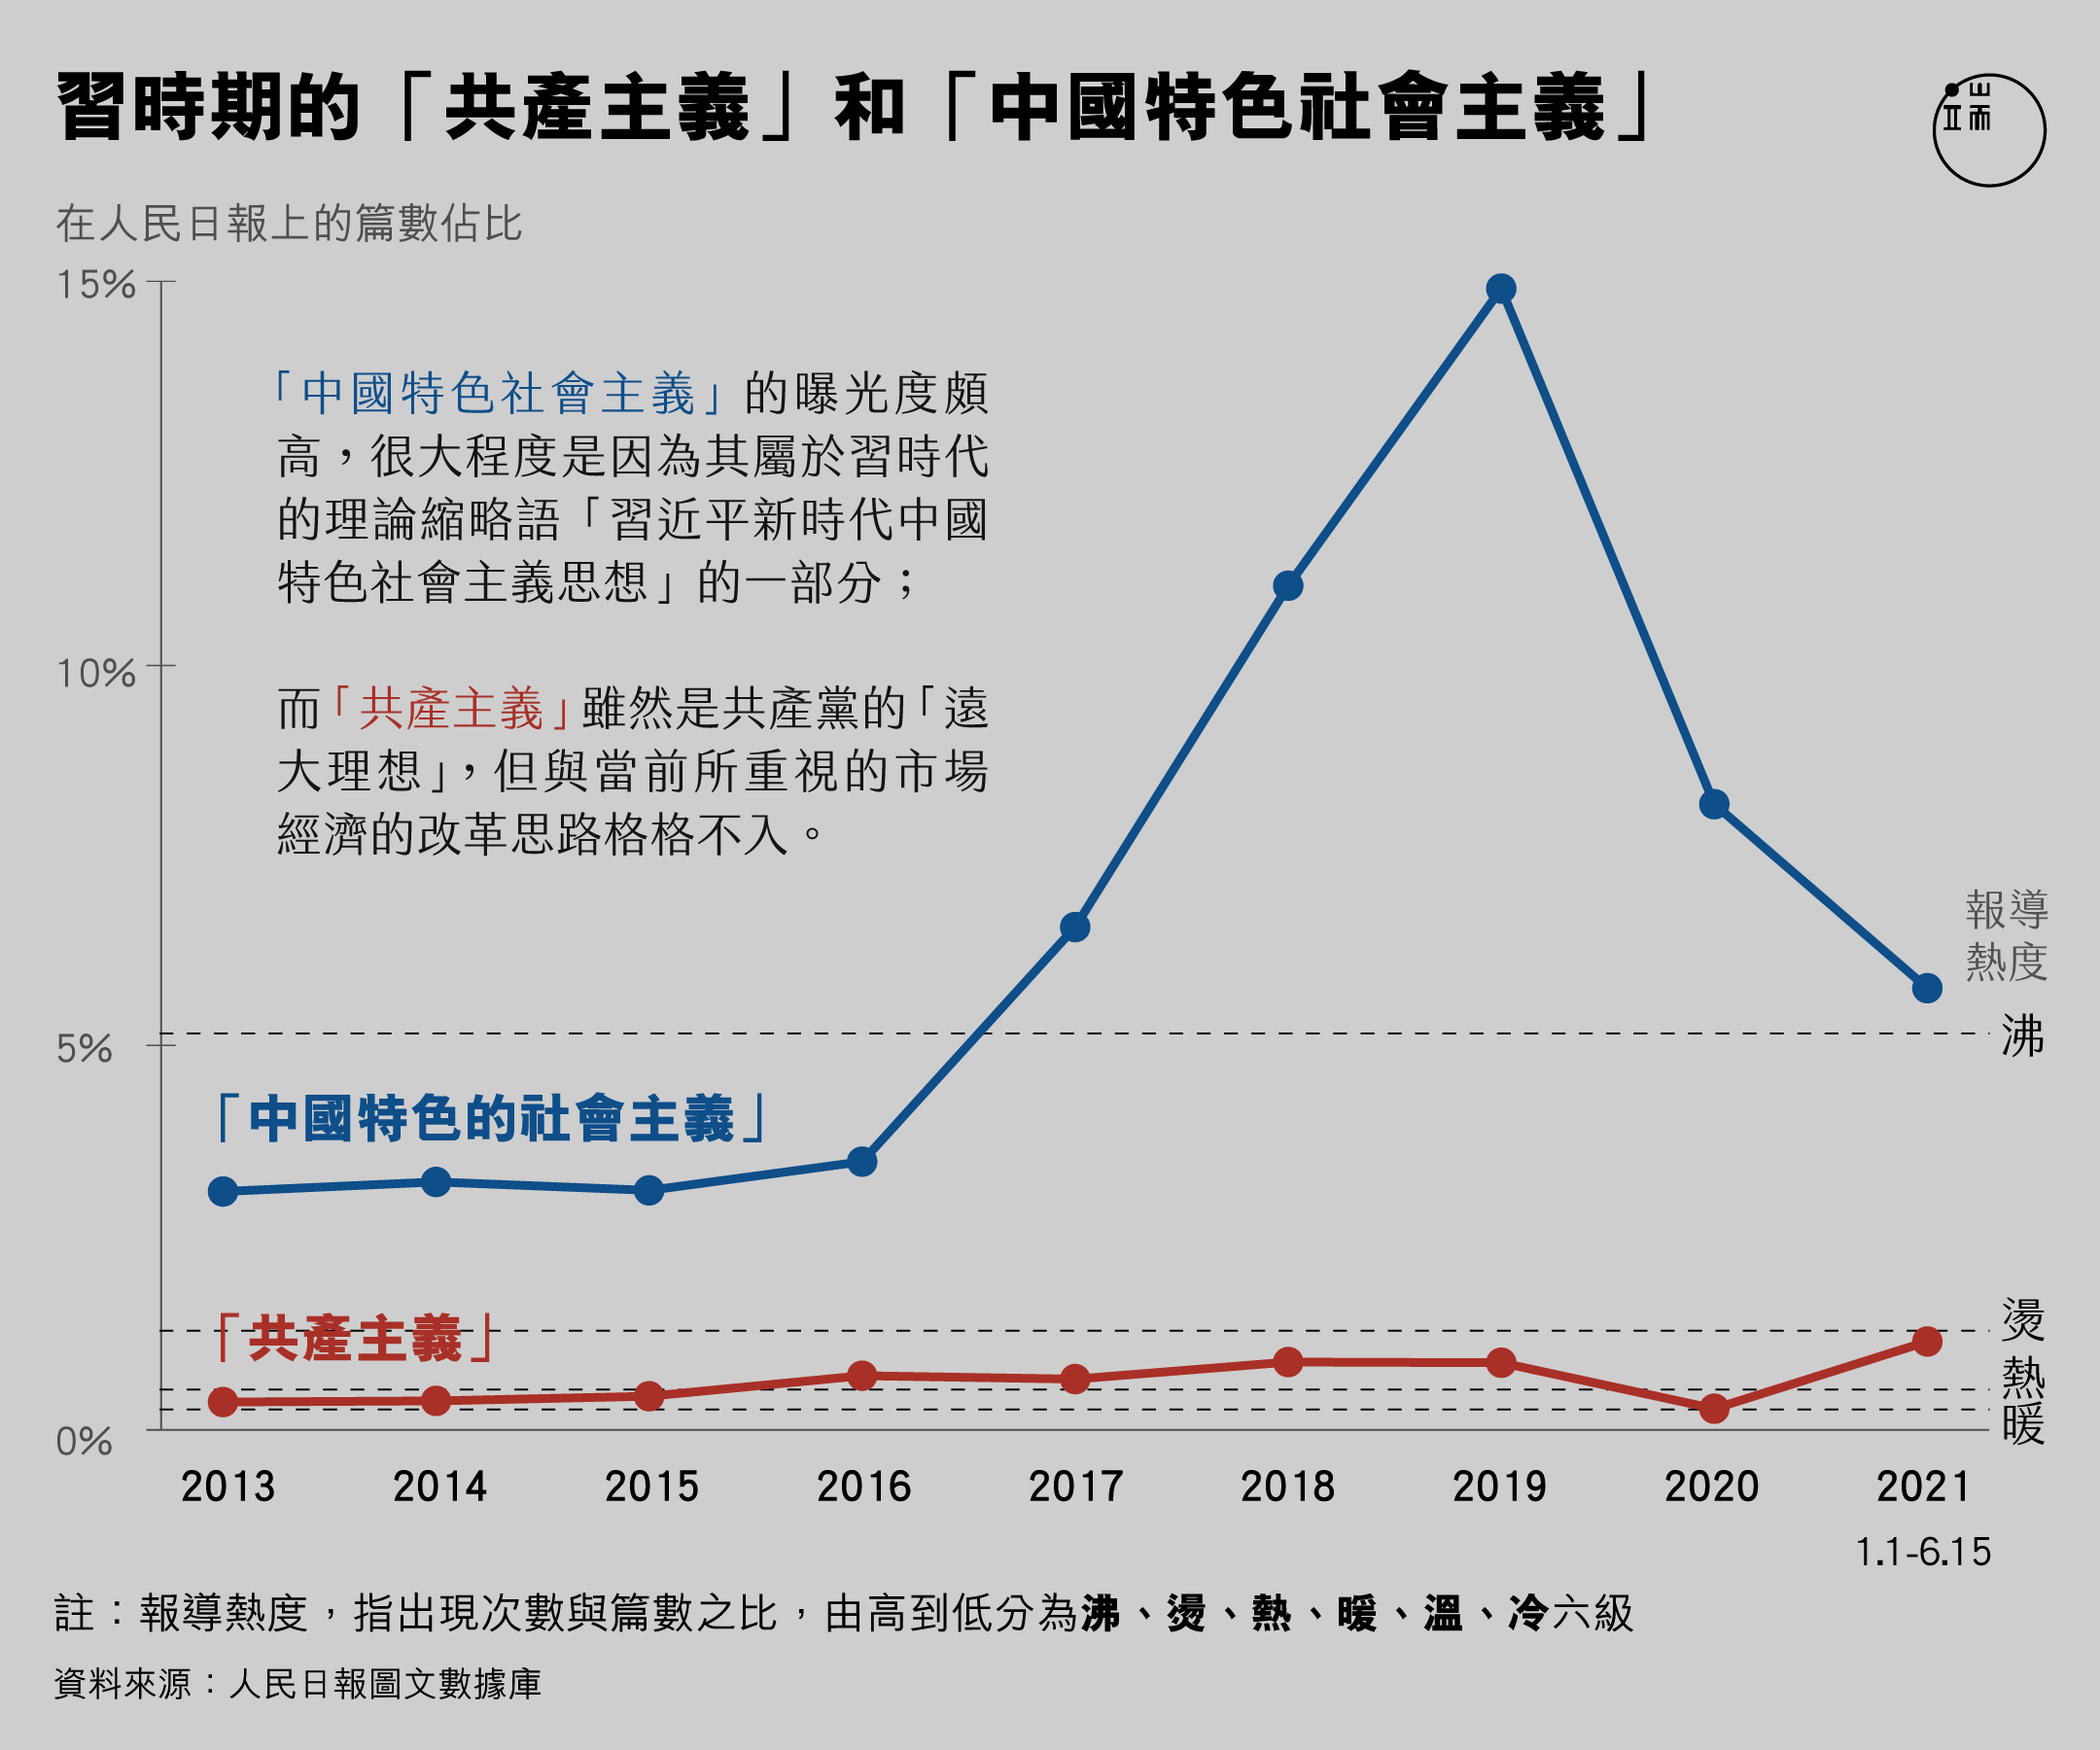 習時期的「共產主義」和「中國特色社會主義」
端
在人民日報上的篇數佔比
15%
「中國特色社會主義」的曝光度頗
高，很大程度是因為其屬於習時代
的理論縮略語「習近平新時代中國
特色社會主義思想」的一部分；
10%
而「共產主義」雖然是共產黨的「遠
大理想」，但與當前所重視的市場
經濟的改革思路格格不入。
報導
熱度
沸
5%
「中國特色的社會主義」
「共產主義」
燙
熱
暖
0%
2013 2014 2015 2016 2017 2018 2019 2020 2021
1.1-6.15
註：報導熱度，指出現次數與篇數之比，由高到低分為沸、燙、熱、暖、溫、冷六級
資料來源：人民日報圖文數據庫